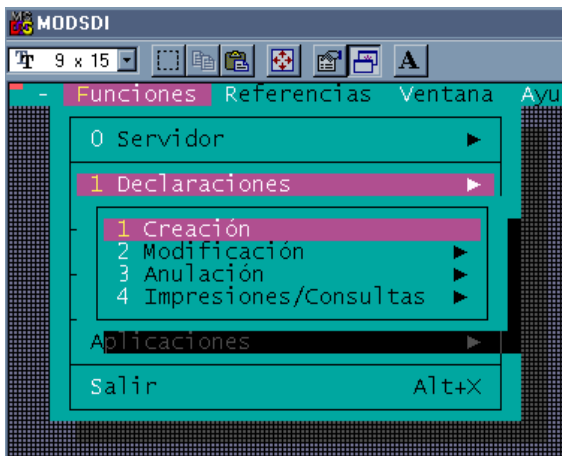 MODSDI
9 x 15 A
- Funciones Referencias Ventana Ayu
0 Servidor
1 Declaraciones
1 Creación
2 Modificación
3 Anulación
4 Impresiones/Consultas
Aplicaciones
Salir Alt+X